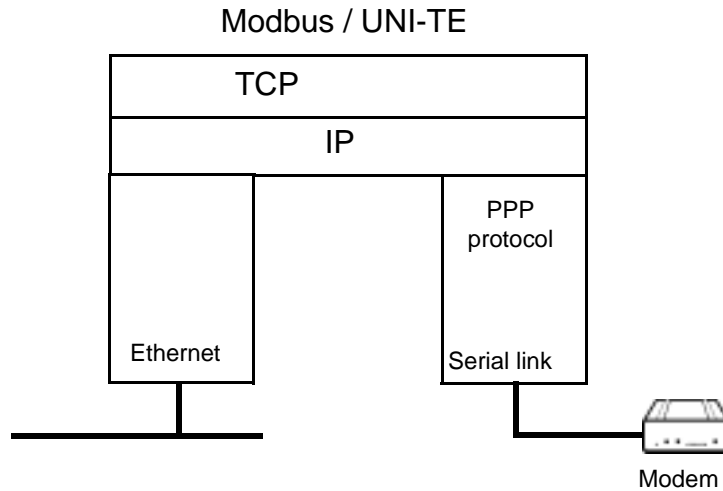 Modbus / UNI-TE
TCP
IP
PPP
protocol
Ethernet
Serial link
Modem